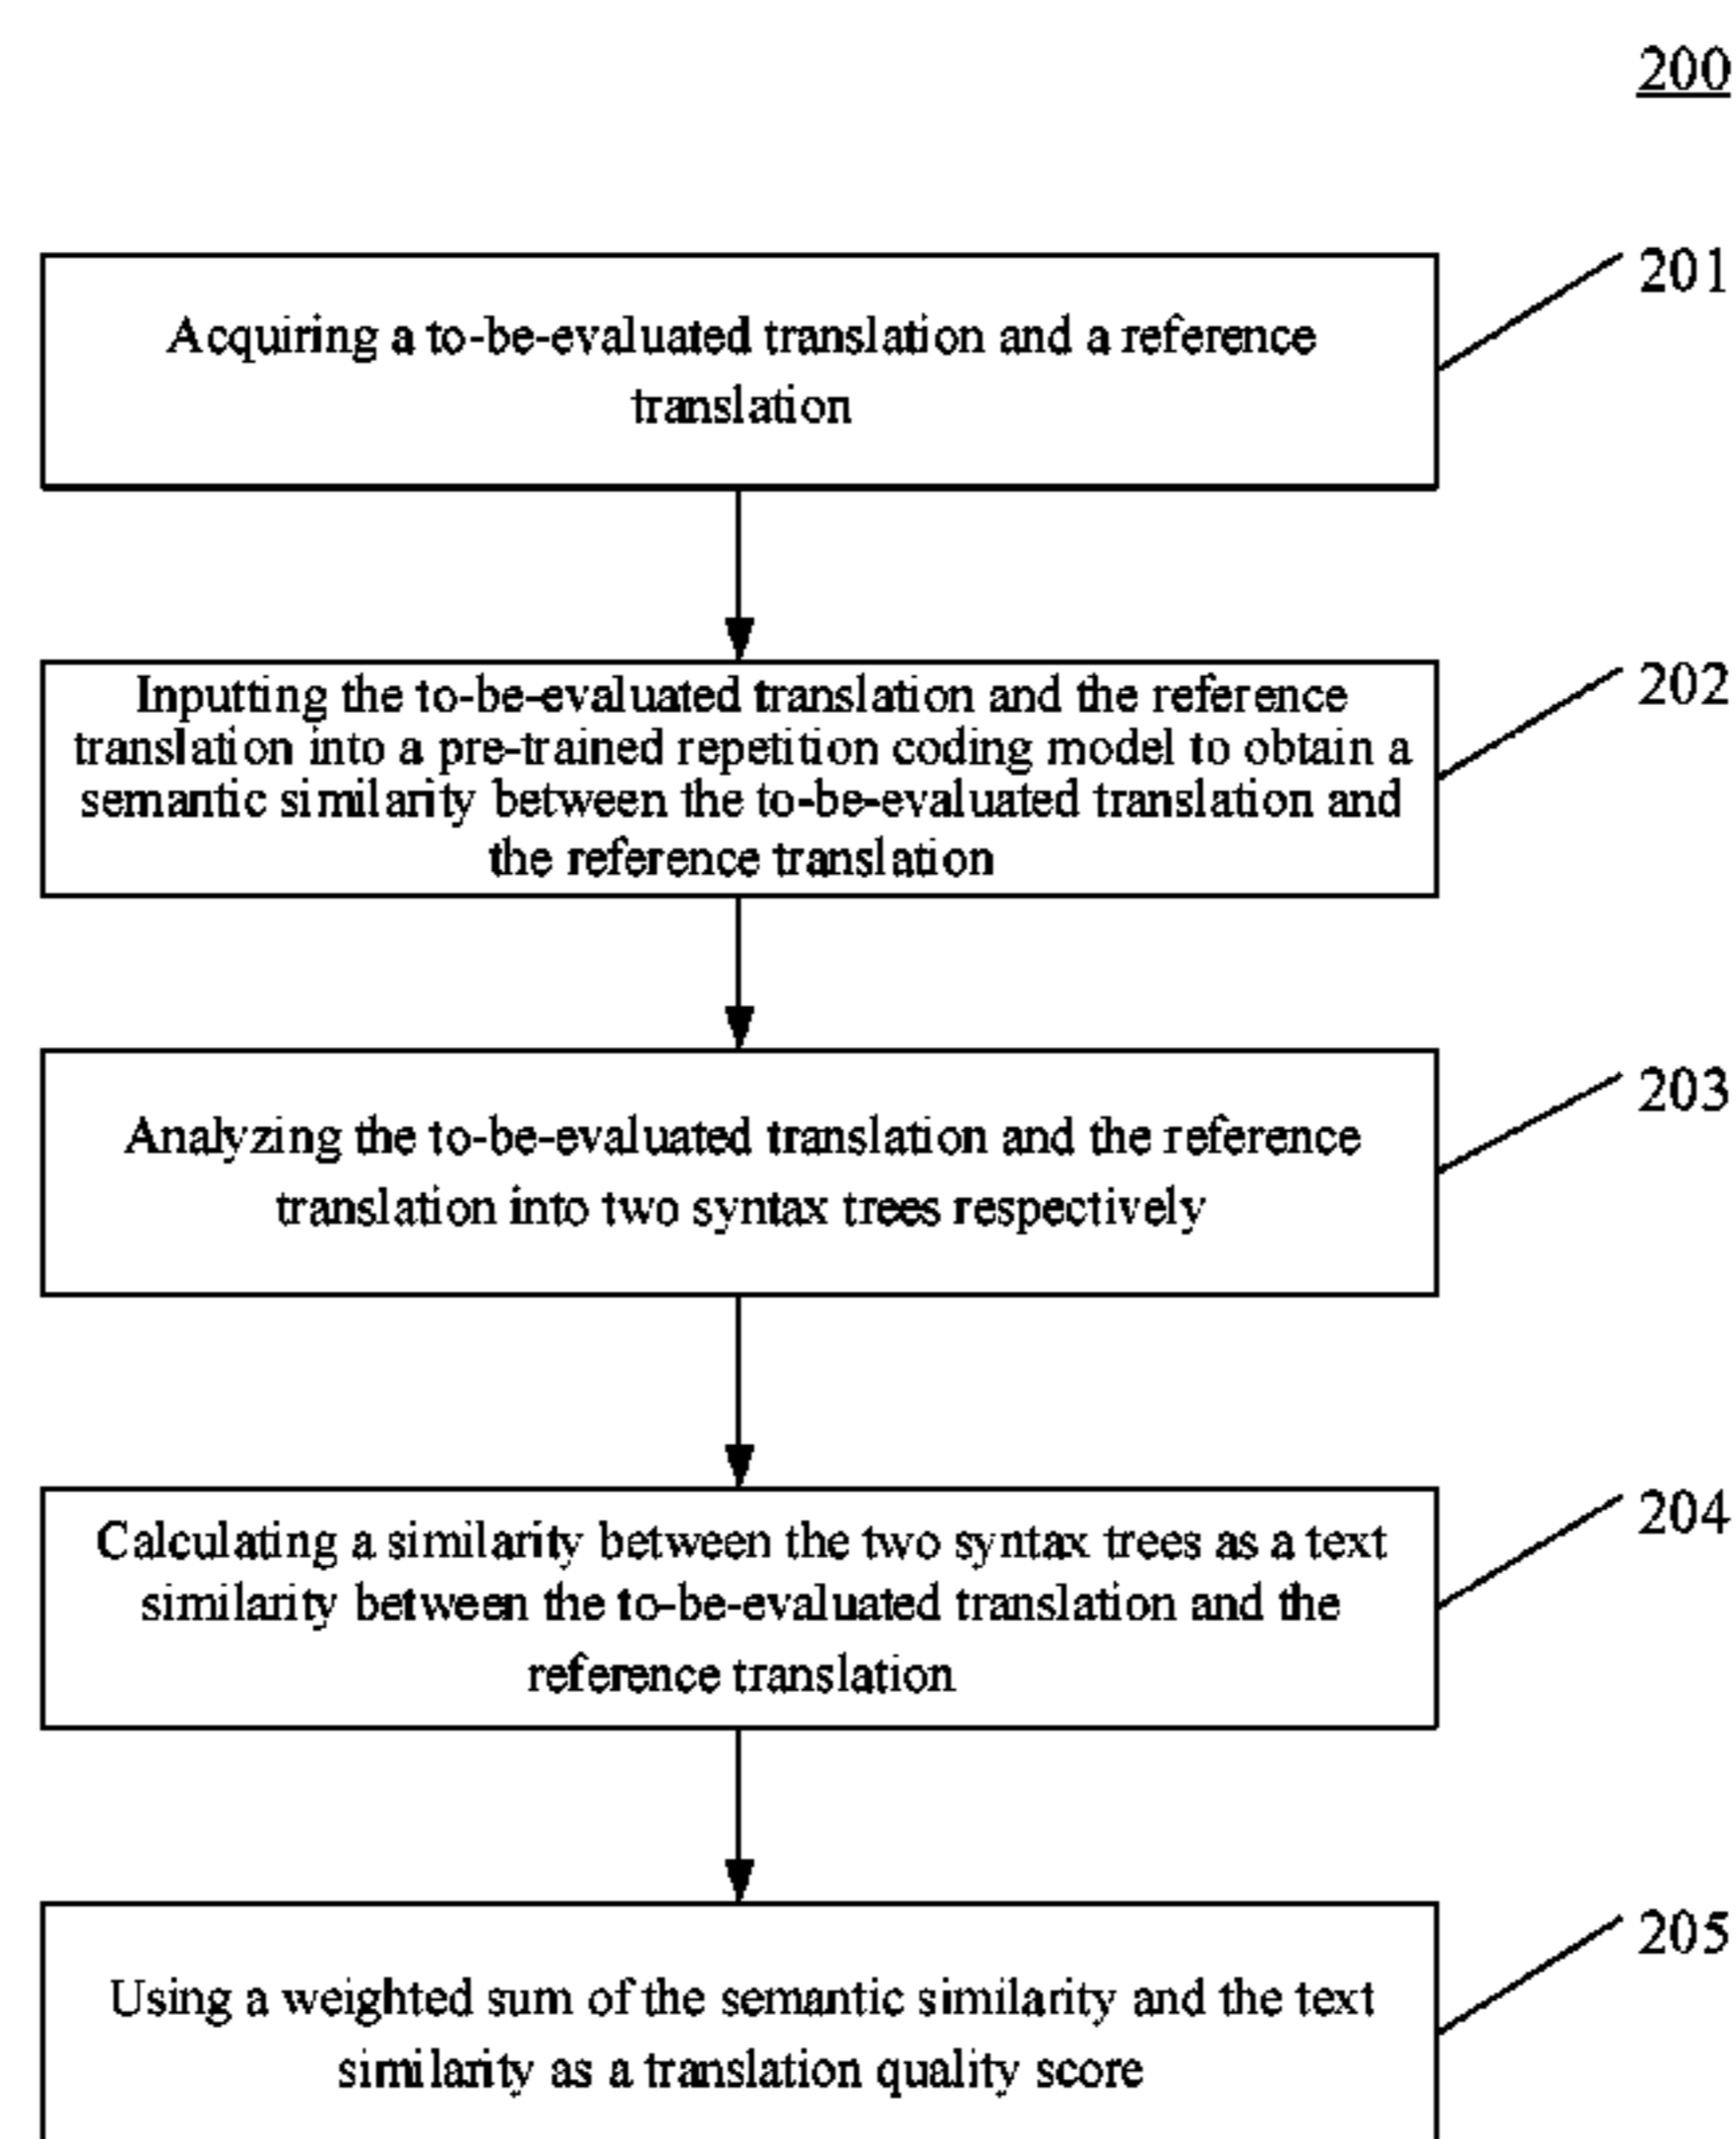 200
201
Acquiring a to-be-evaluated translation and a reference
translation
202
Inputting the to-be-evaluated translation and the reference
translation into a pre-trained repetition coding model to obtain a
semantic similarity between the to-be-evaluated translation and
the reference translation
203
Analyzing the to-be-evaluated translation and the reference
translation into two syntax trees respectively
204
Calculating a similarity between the two syntax trees as a text
similarity between the to-be-evaluated translation and the
reference translation
205
Using a weighted sum of the semantic similarity and the text
similarity as a translation quality score